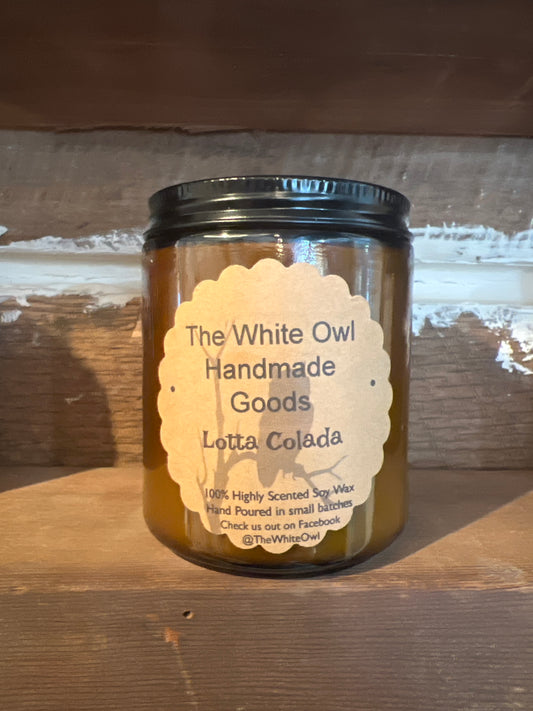 The White Owl
Handmade
Goods
Lotta Colada
100% Highly Scented Soy Wax
Hand Poured in small batches
Check us out on Facebook
@TheWhiteOwl